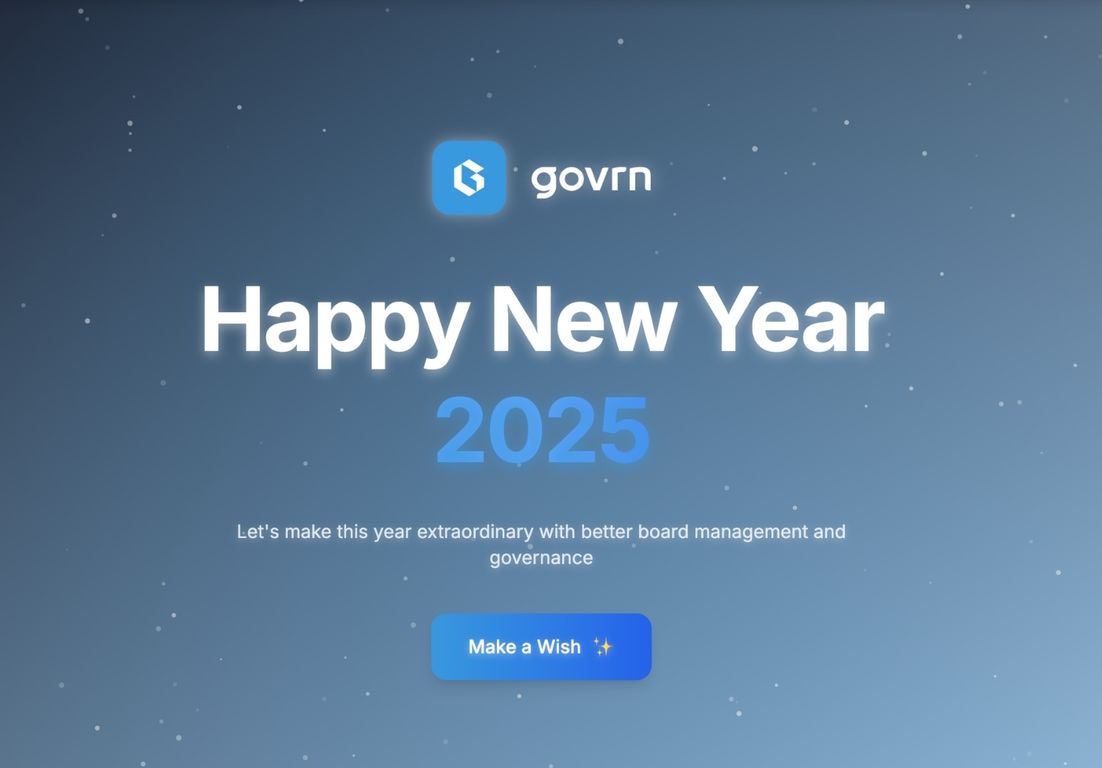 govrn
Happy New Year
2025
Let's make this year extraordinary with better board management and
governance
Make a Wish ✨